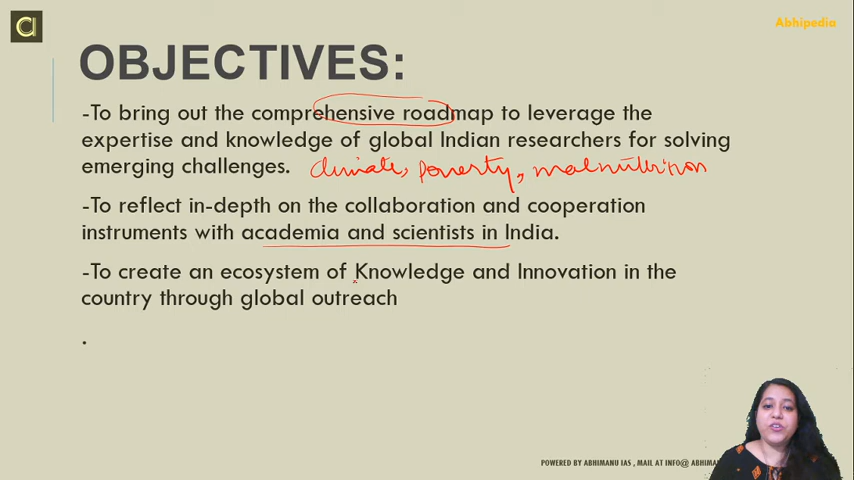 Abhipedia
OBJECTIVES:
-To bring out the comprehensive roadmap to leverage the
expertise and knowledge of global Indian researchers for solving
emerging challenges. climate, poverty, malnutrition
-To reflect in-depth on the collaboration and cooperation
instruments with academia and scientists in India.
-To create an ecosystem of Knowledge and Innovation in the
country through global outreach
.
POWERED BY ABHIMANU IAS , MAIL AT INFO@ ABHIMA